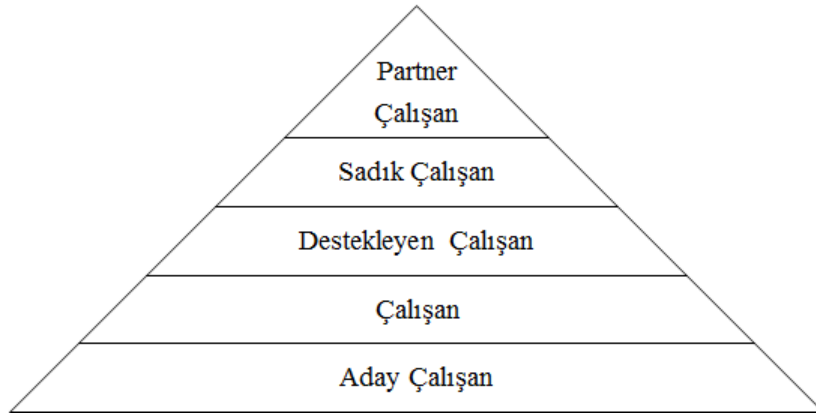 Partner
Çalışan
Sadık Çalışan
Destekleyen Çalışan
Çalışan
Aday Çalışan